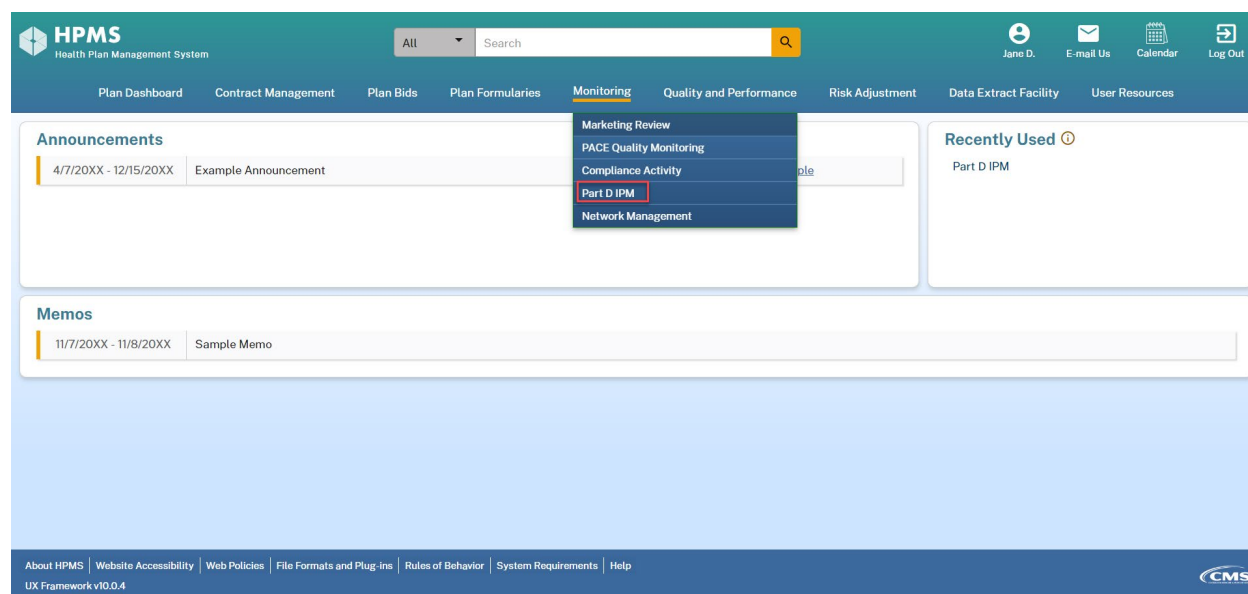 HPMS
Health Plan Management System
All
Search
Jane D.
E-mail Us
Calendar
Log Out
Plan Dashboard
Contract Management
Plan Bids
Plan Formularies
Monitoring
Quality and Performance
Risk Adjustment
Data Extract Facility
User Resources
Marketing Review
PACE Quality Monitoring
Compliance Activity
Part D IPM
Network Management
Announcements
4/7/20XX - 12/15/20XX Example Announcement ple
Recently Used
Part D IPM
Memos
11/7/20XX - 11/8/20XX Sample Memo
About HPMS | Website Accessibility | Web Policies | File Formats and Plug-ins | Rules of Behavior | System Requirements | Help
UX Framework v10.0.4
CMS